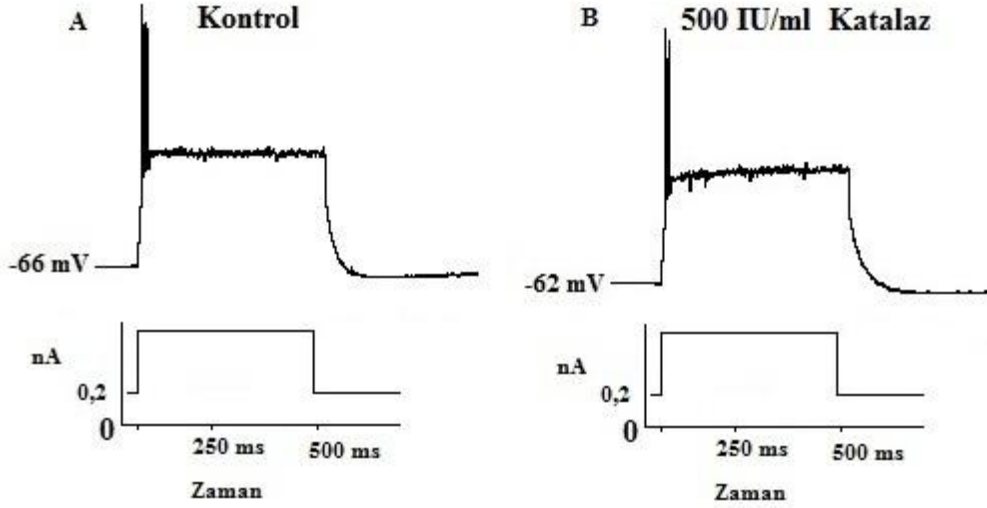 A Kontrol
-66 mV
nA
0,2
0
250 ms 500 ms
Zaman
B 500 IU/ml Katalaz
-62 mV
nA
0,2
0
250 ms 500 ms
Zaman